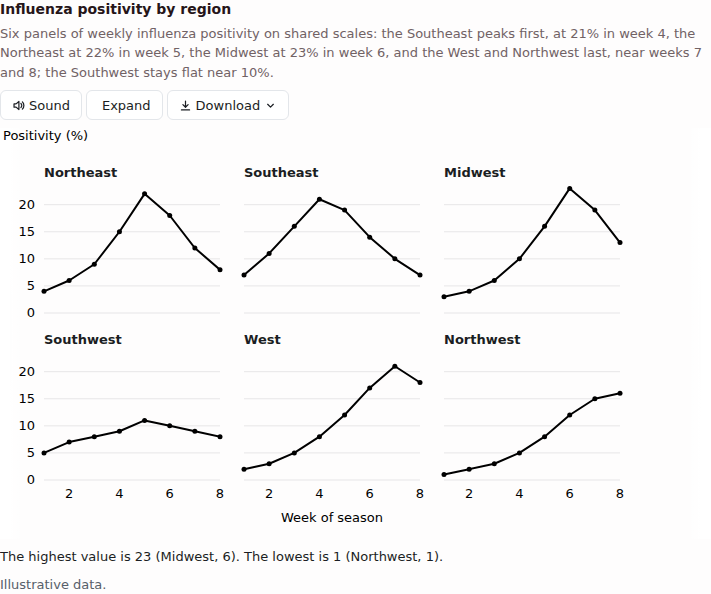 Influenza positivity by region
Six panels of weekly influenza positivity on shared scales: the Southeast peaks first, at 21% in week 4, the
Northeast at 22% in week 5, the Midwest at 23% in week 6, and the West and Northwest last, near weeks 7
and 8; the Southwest stays flat near 10%.
Sound Expand Download
Positivity (%)
Northeast Southeast Midwest
20
15
10
5
0
Southwest West Northwest
20
15
10
5
0
2 4 6 8 2 4 6 8 2 4 6 8
Week of season
The highest value is 23 (Midwest, 6). The lowest is 1 (Northwest, 1).
Illustrative data.